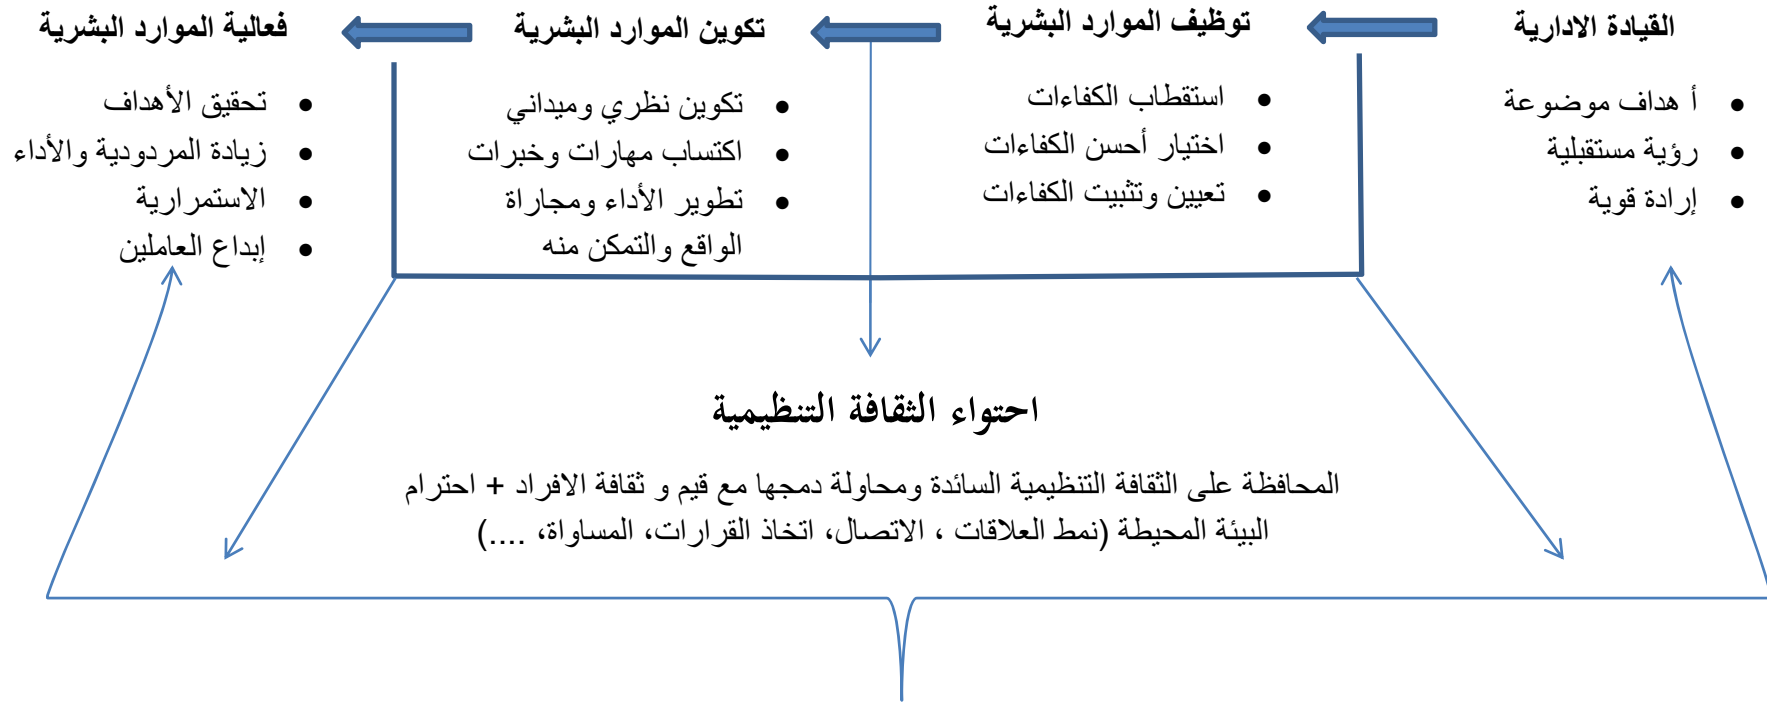 القيادة الادارية
أ هداف موضوعة
رؤية مستقبلية
إرادة قوية
توظيف الموارد البشرية
استقطاب الكفاءات
اختيار أحسن الكفاءات
تعيين وتثبيت الكفاءات
تكوين الموارد البشرية
تكوين نظري وميداني
اكتساب مهارات وخبرات
تطوير الأداء ومجاراة
الواقع والتمكن منه
فعالية الموارد البشرية
تحقيق الأهداف
زيادة المردودية والأداء
الاستمرارية
إبداع العاملين
احتواء الثقافة التنظيمية
المحافظة على الثقافة التنظيمية السائدة ومحاولة دمجها مع قيم و ثقافة الافراد + احترام
البيئة المحيطة (نمط العلاقات ، الاتصال، اتخاذ القرارات، المساواة، ....)